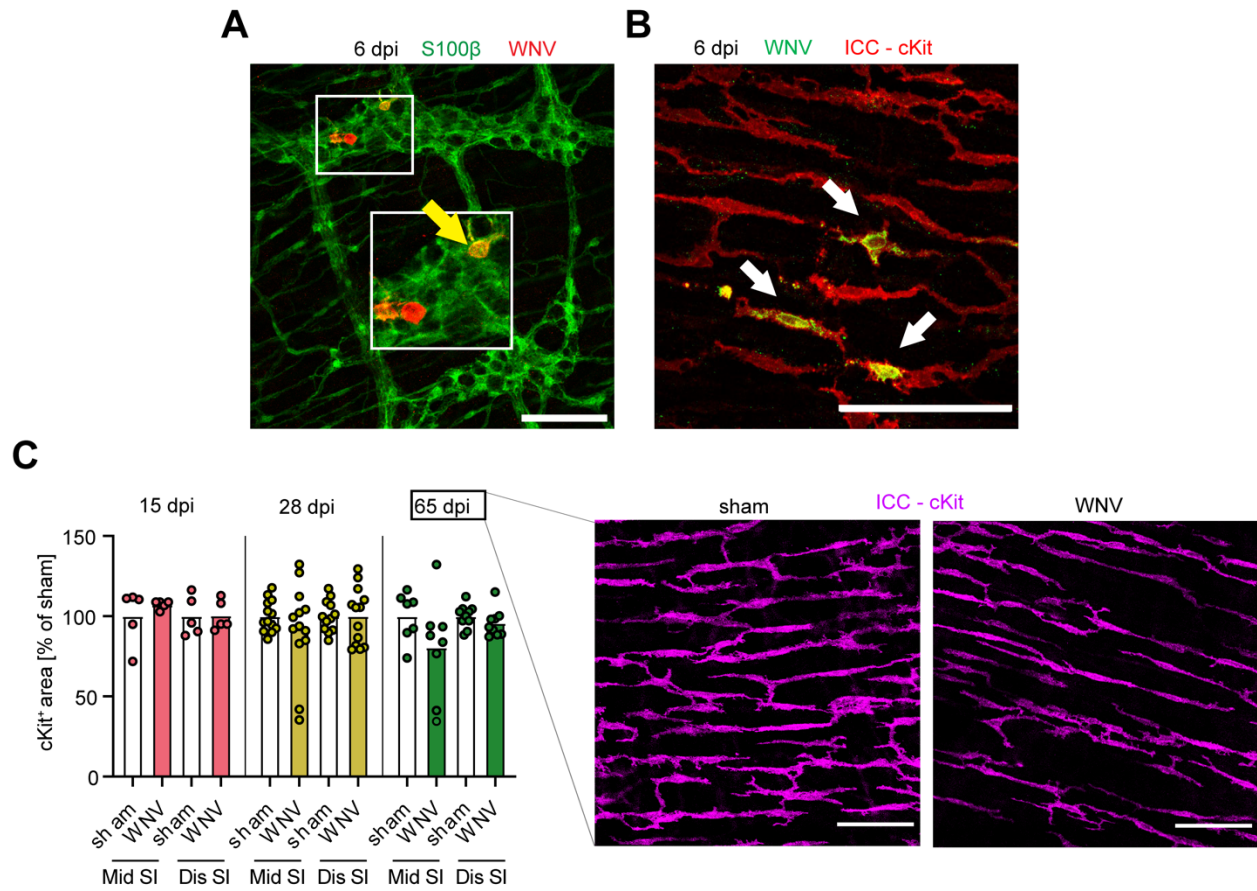 A
6 dpi S100β WNV
B
6 dpi WNV ICC - cKit
C
15 dpi 28 dpi 65 dpi
sham ICC - cKit WNV
cKit⁺ area [% of sham]
150
100
50
0
sh am WNV sham WNV sham WNV sham WNV sham WNV sham WNV
Mid SI Dis SI Mid SI Dis SI Mid SI Dis SI